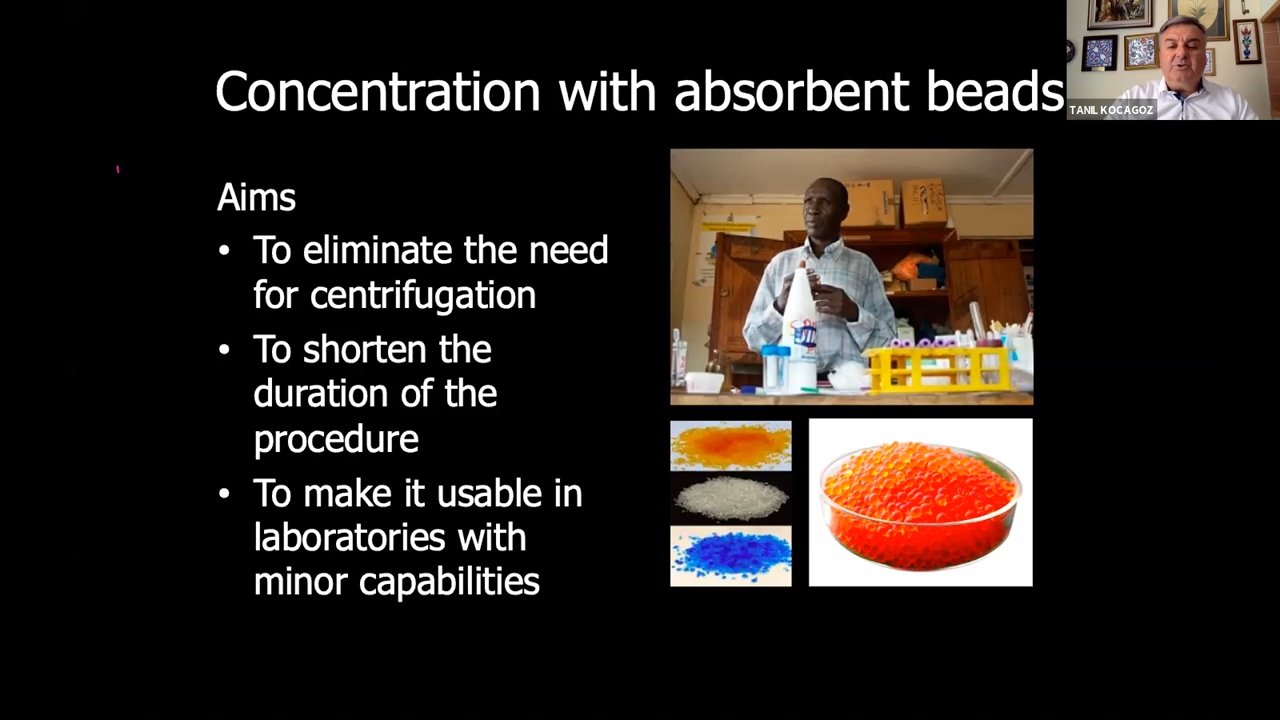 Concentration with absorbent beads
TANIL KOCAGOZ
Aims
• To eliminate the need
for centrifugation
• To shorten the
duration of the
procedure
• To make it usable in
laboratories with
minor capabilities